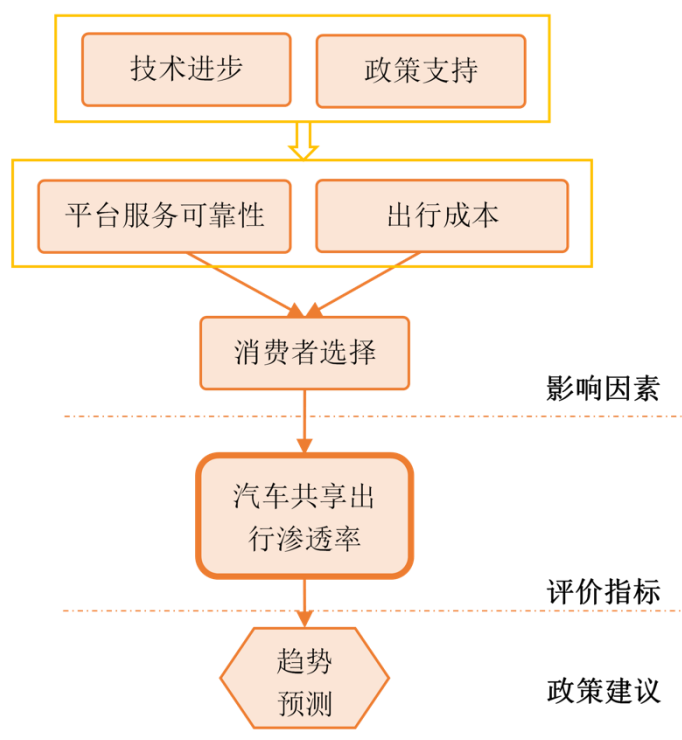 技术进步
政策支持
平台服务可靠性
出行成本
消费者选择
影响因素
汽车共享出
行渗透率
评价指标
趋势
预测
政策建议